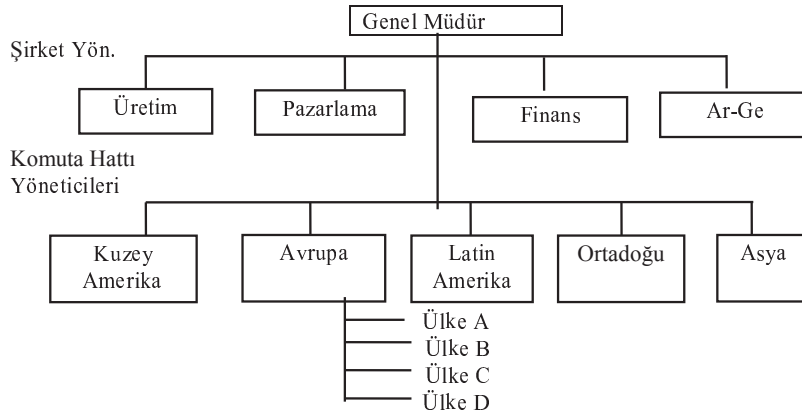 Genel Müdür
Şirket Yön.
Üretim
Pazarlama
Finans
Ar-Ge
Komuta Hattı
Yöneticileri
Kuzey
Amerika
Avrupa
Latin
Amerika
Ortadoğu
Asya
Ülke A
Ülke B
Ülke C
Ülke D